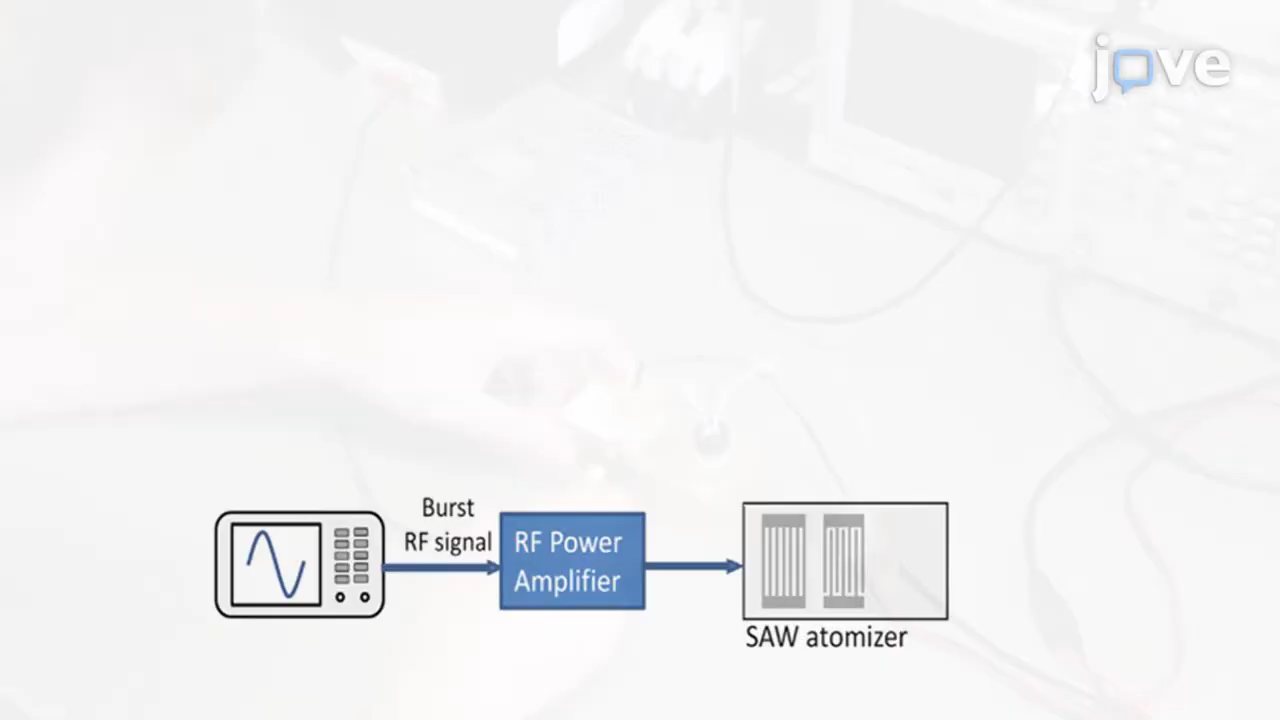 jove
Burst
RF signal
RF Power
Amplifier
SAW atomizer